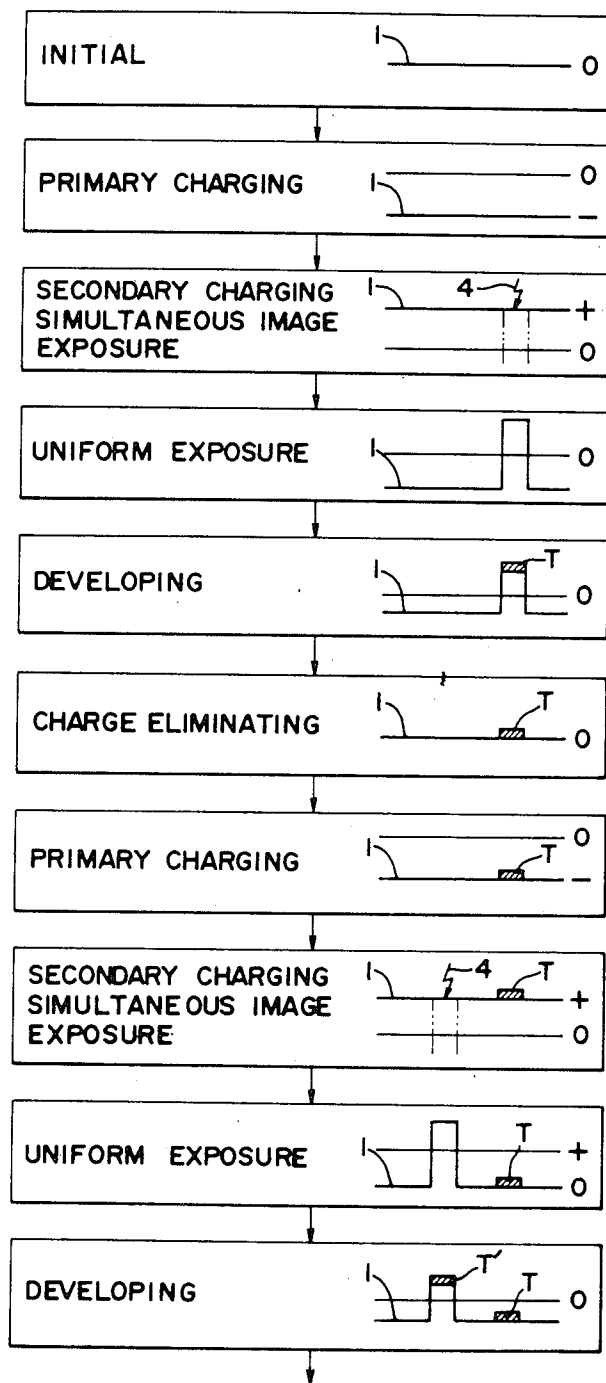 INITIAL 1 0
PRIMARY CHARGING 1 0
−
SECONDARY CHARGING 1 4 +
SIMULTANEOUS IMAGE
EXPOSURE 0
UNIFORM EXPOSURE 1 0
DEVELOPING 1 T 0
CHARGE ELIMINATING 1 T 0
PRIMARY CHARGING 1 T 0
−
SECONDARY CHARGING 1 4 T +
SIMULTANEOUS IMAGE
EXPOSURE 0
UNIFORM EXPOSURE 1 T +
0
DEVELOPING 1 T' T 0